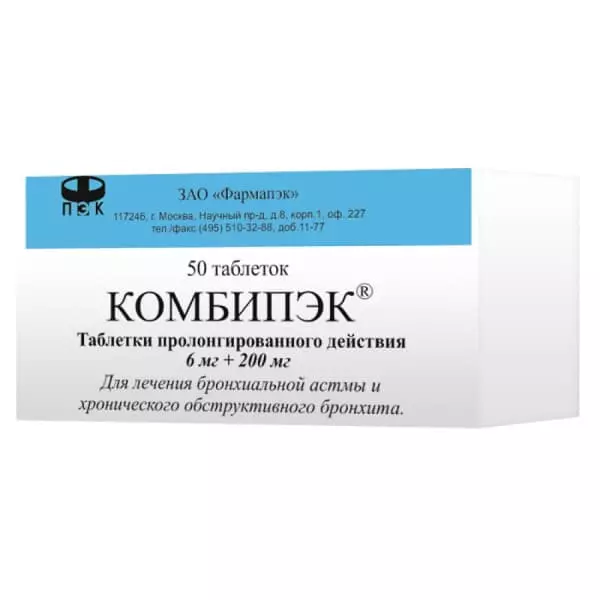 ПЭК
ЗАО «Фармапэк»
117246, г. Москва, Научный пр-д, д.8, корп.1, оф. 227
тел./факс (495) 510-32-88, доб.11-77
50 таблеток
КОМБИПЭК®
Таблетки пролонгированного действия
6 мг + 200 мг
Для лечения бронхиальной астмы и
хронического обструктивного бронхита.